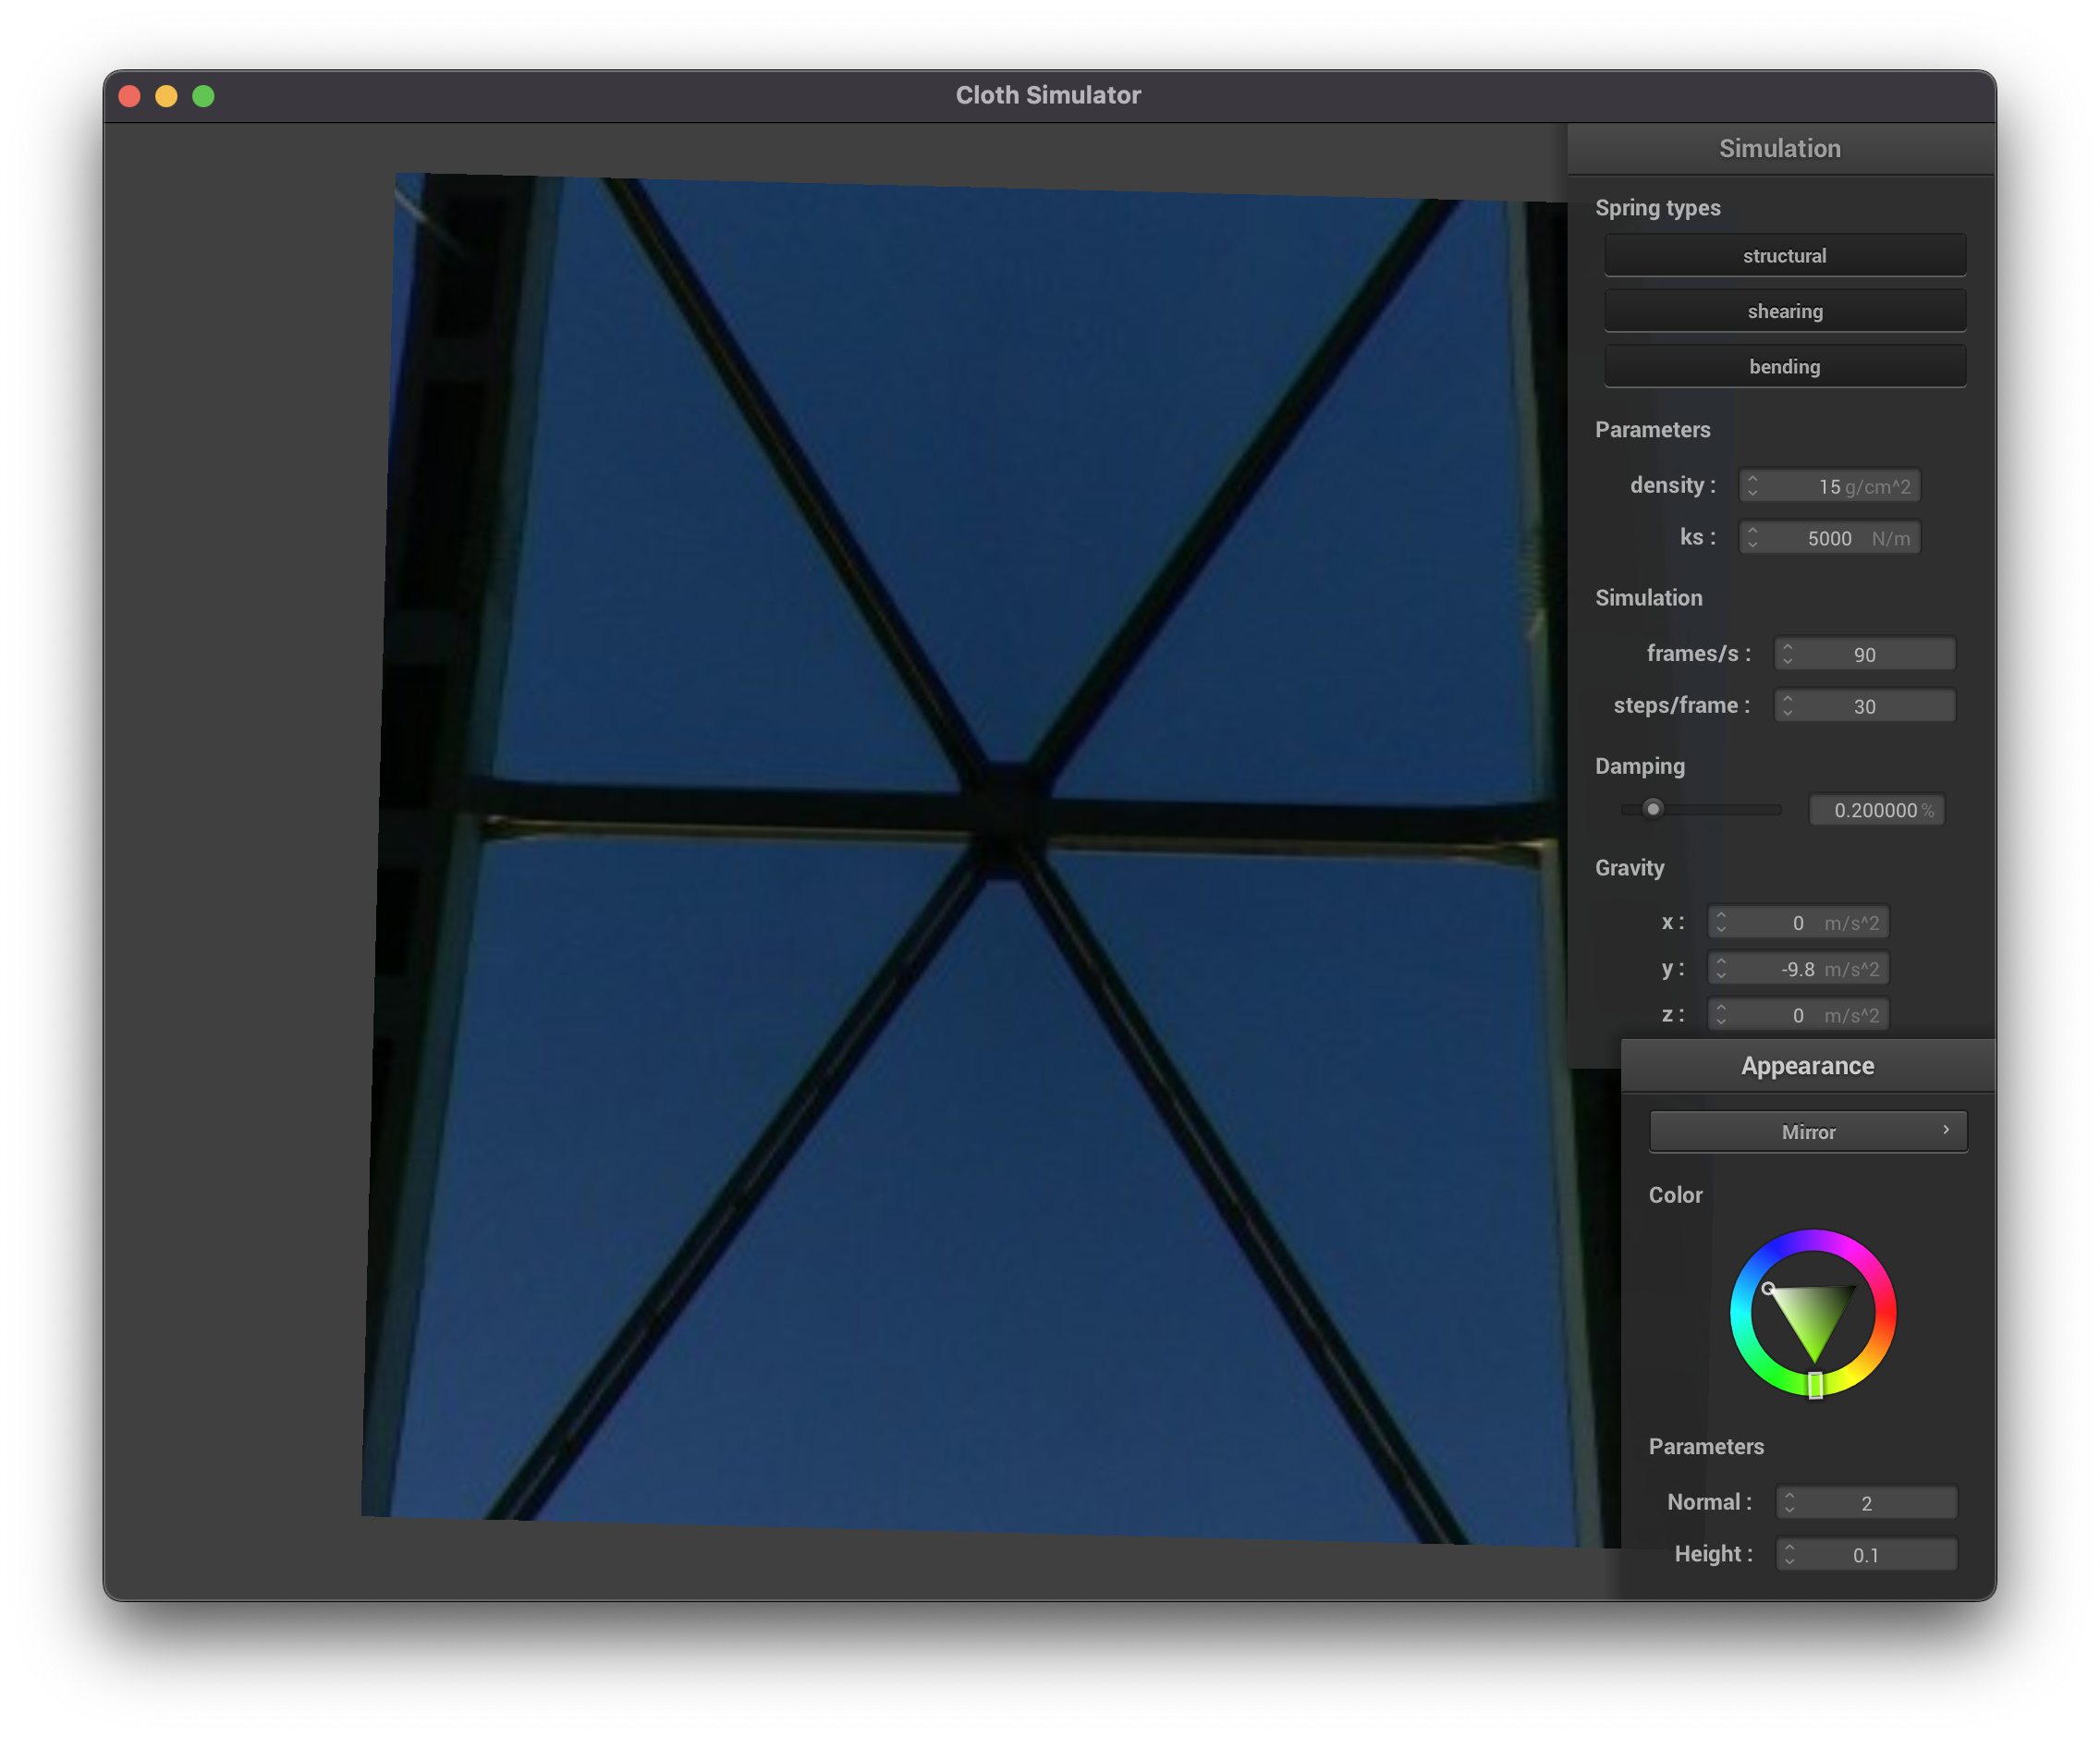 Cloth Simulator
Simulation
Spring types
structural
shearing
bending
Parameters
density : 15 g/cm^2
ks : 5000 N/m
Simulation
frames/s : 90
steps/frame : 30
Damping
0.200000 %
Gravity
x : 0 m/s^2
y : -9.8 m/s^2
z : 0 m/s^2
Appearance
Mirror
Color
Parameters
Normal : 2
Height : 0.1